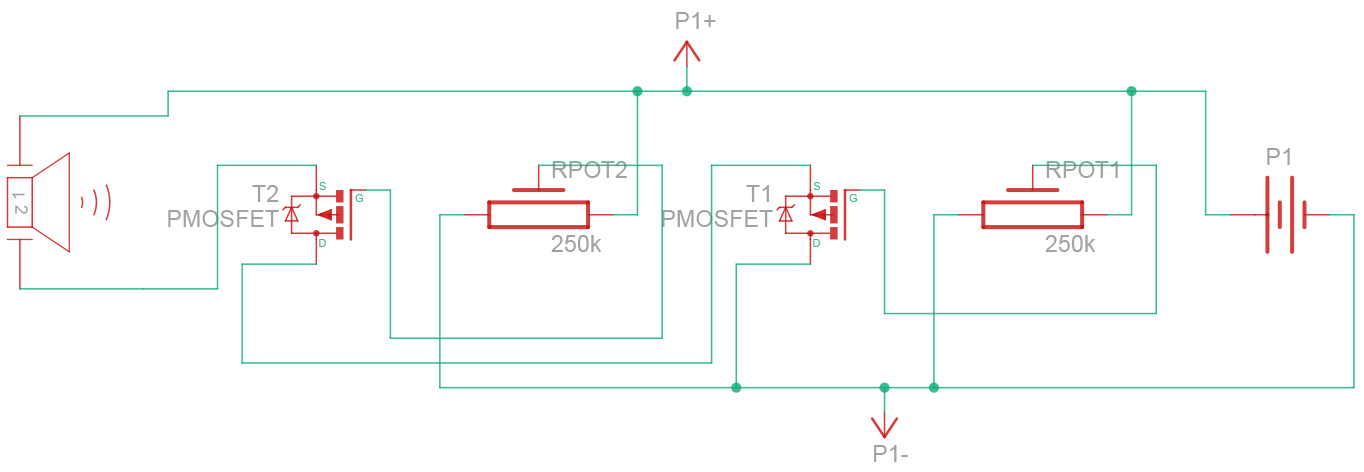 P1+
RPOT2
RPOT1
P1
T2
S
T1
S
PMOSFET
G
PMOSFET
G
1 2
D
250k
D
250k
P1-